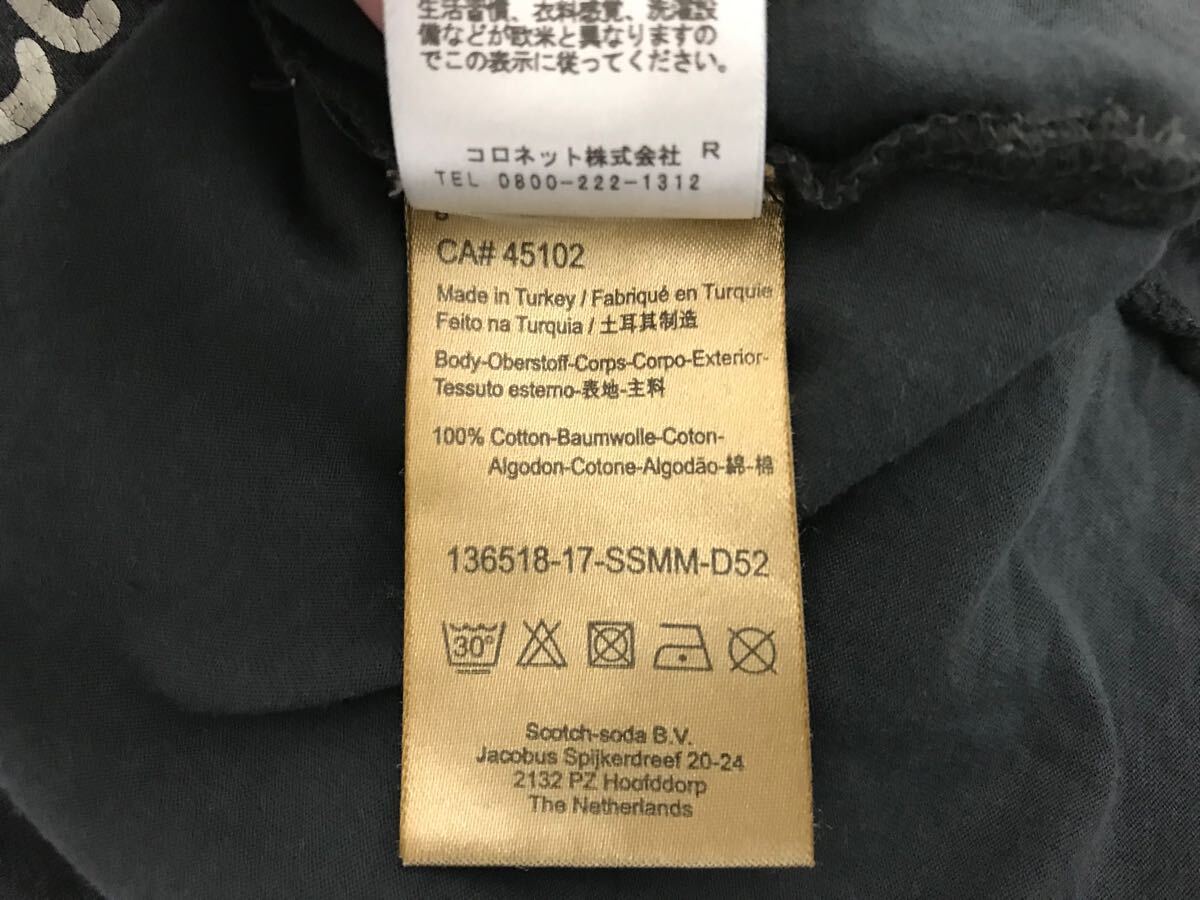 生活習慣、衣料感覚、洗濯設
備などが欧米と異なりますの
でこの表示に従ってください。
コロネット株式会社 R
TEL 0800-222-1312
CA# 45102
Made in Turkey / Fabriqué en Turquie
Feito na Turquia / 土耳其制造
Body-Oberstoff-Corps-Corpo-Exterior-
Tessuto esterno-表地-主料
100% Cotton-Baumwolle-Coton-
Algodon-Cotone-Algodão-綿-棉
136518-17-SSMM-D52
30°
Scotch-soda B.V.
Jacobus Spijkerdreef 20-24
2132 PZ Hoofddorp
The Netherlands